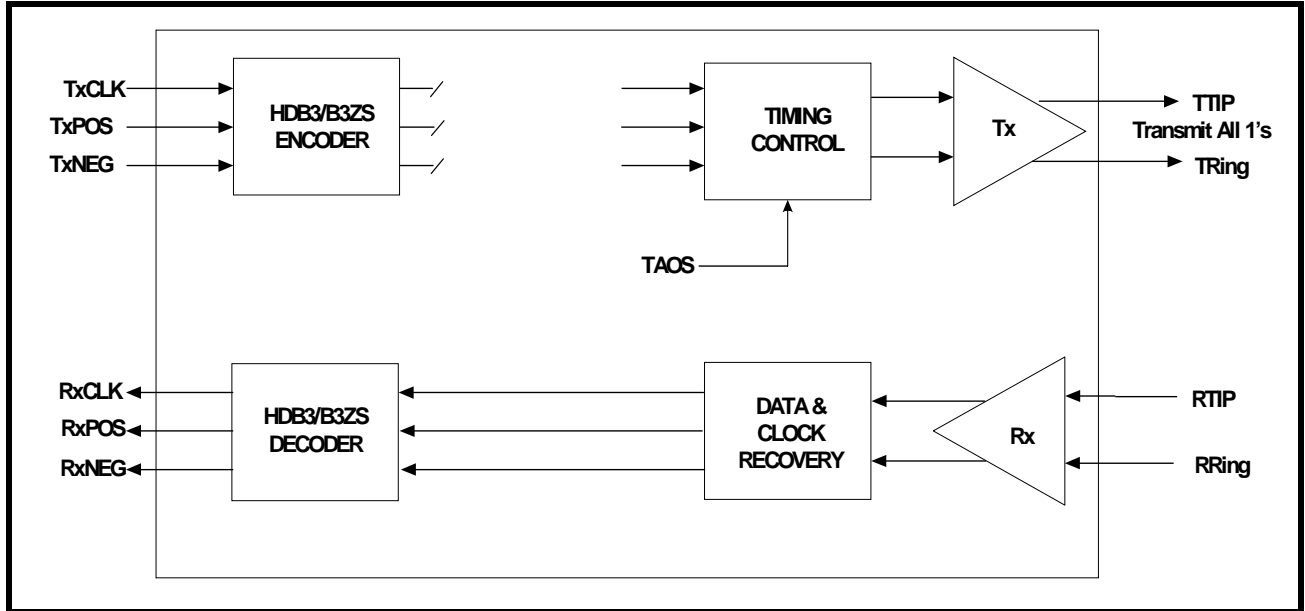 TxCLK
TxPOS
TxNEG
HDB3/B3ZS
ENCODER
TIMING
CONTROL
Tx
TTIP
Transmit All 1's
TRing
TAOS
RxCLK
RxPOS
RxNEG
HDB3/B3ZS
DECODER
DATA &
CLOCK
RECOVERY
Rx
RTIP
RRing